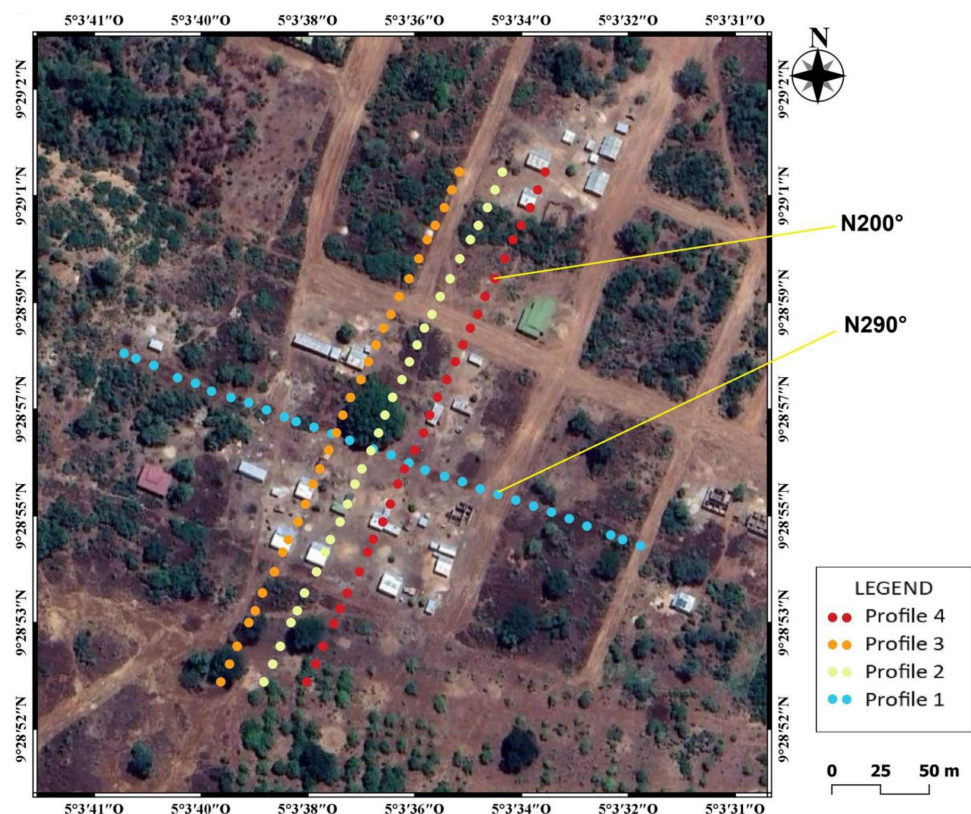 5°3'41"O 5°3'40"O 5°3'38"O 5°3'36"O 5°3'34"O 5°3'32"O 5°3'31"O
N
9°29'2"N
9°29'1"N
N200°
9°28'59"N
N290°
9°28'57"N
9°28'55"N
9°28'53"N
9°28'52"N
LEGEND
Profile 4
Profile 3
Profile 2
Profile 1
0 25 50 m
9°29'2"N
9°29'1"N
9°28'59"N
9°28'57"N
9°28'55"N
9°28'53"N
9°28'52"N
5°3'41"O 5°3'40"O 5°3'38"O 5°3'36"O 5°3'34"O 5°3'32"O 5°3'31"O